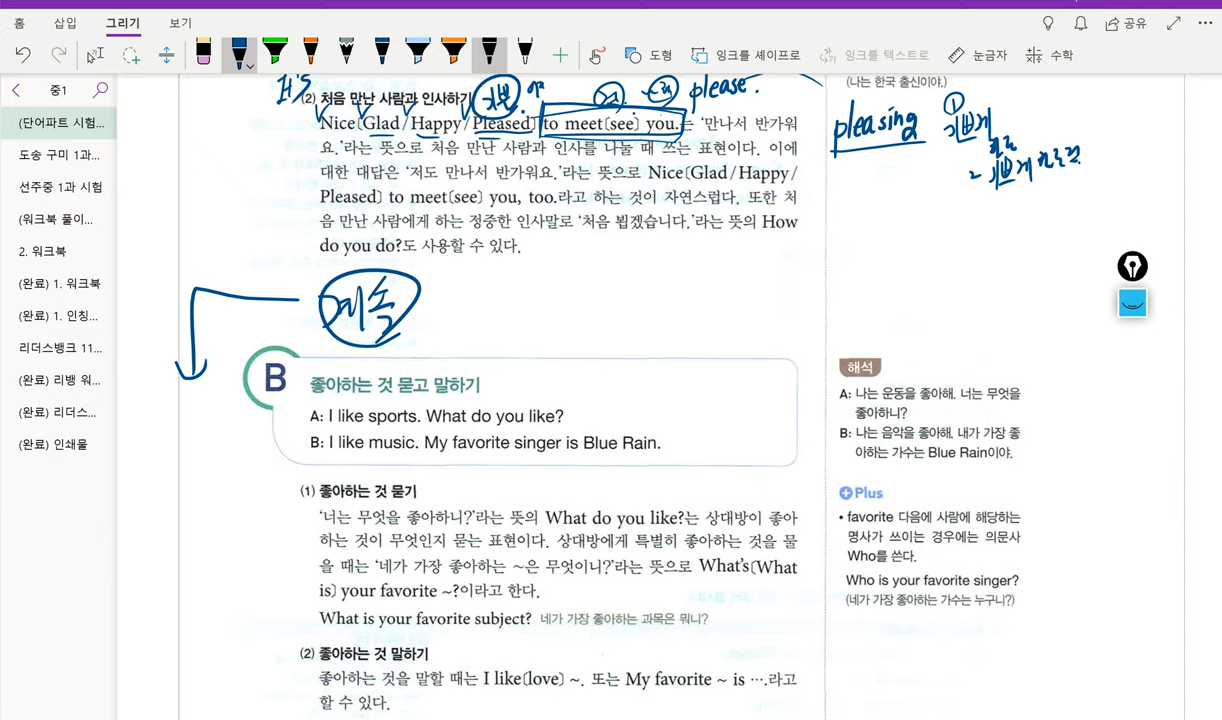 홈 삽입 그리기 보기
공유
도형 잉크를 셰이프로 잉크를 텍스트로 눈금자 수학
중1
(단어파트 시험...
도송 구미 1과...
선주중 1과 시험
(워크북 풀이...
2. 워크북
(완료) 1. 워크북
(완료) 1. 인칭...
리더스뱅크 11...
(완료) 리뱅 워...
(완료) 리더스...
(완료) 인쇄물
It's
기쁜
please.
(2) 처음 만난 사람과 인사하기
Nice[Glad/Happy/Pleased] to meet[see] you.는 '만나서 반가워
요.'라는 뜻으로 처음 만난 사람과 인사를 나눌 때 쓰는 표현이다. 이에
대한 대답은 '저도 만나서 반가워요.'라는 뜻으로 Nice[Glad/Happy/
Pleased] to meet[see] you, too.라고 하는 것이 자연스럽다. 또한 처
음 만난 사람에게 하는 정중한 인사말로 '처음 뵙겠습니다.'라는 뜻의 How
do you do?도 사용할 수 있다.
(나는 한국 출신이야.)
pleasing
① 기쁘게
계속
B
좋아하는 것 묻고 말하기
A: I like sports. What do you like?
B: I like music. My favorite singer is Blue Rain.
(1) 좋아하는 것 묻기
'너는 무엇을 좋아하니?'라는 뜻의 What do you like?는 상대방이 좋아
하는 것이 무엇인지 묻는 표현이다. 상대방에게 특별히 좋아하는 것을 물
을 때는 '네가 가장 좋아하는 ~은 무엇이니?'라는 뜻으로 What's[What
is] your favorite ~?이라고 한다.
What is your favorite subject? 네가 가장 좋아하는 과목은 뭐니?
(2) 좋아하는 것 말하기
좋아하는 것을 말할 때는 I like[love] ~. 또는 My favorite ~ is ….라고
할 수 있다.
해석
A: 나는 운동을 좋아해. 너는 무엇을
좋아하니?
B: 나는 음악을 좋아해. 내가 가장 좋
아하는 가수는 Blue Rain이야.
Plus
• favorite 다음에 사람에 해당하는
명사가 쓰이는 경우에는 의문사
Who를 쓴다.
Who is your favorite singer?
(네가 가장 좋아하는 가수는 누구니?)